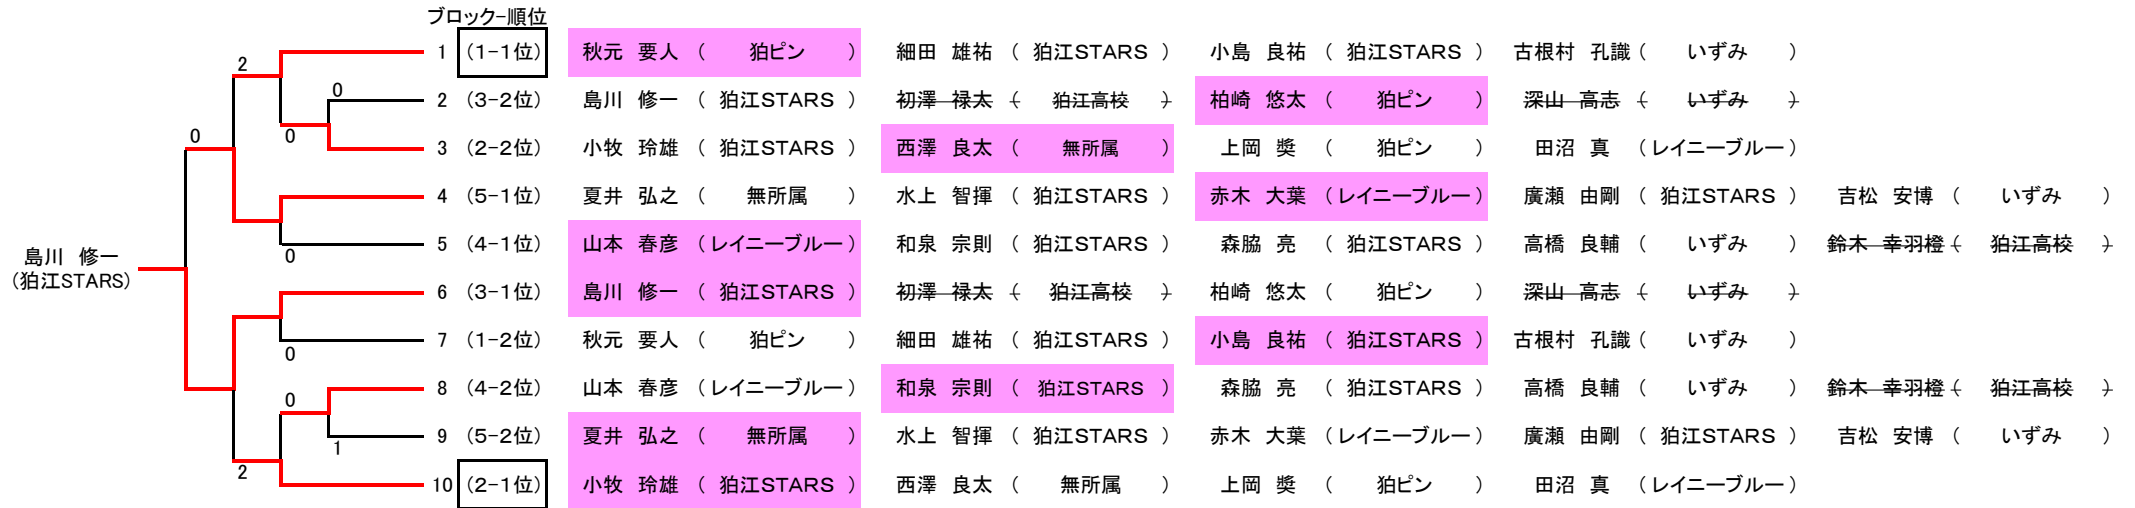 ブロック-順位
1 (1-1位) 秋元 要人 ( 狛ピン ) 細田 雄祐 ( 狛江STARS ) 小島 良祐 ( 狛江STARS ) 古根村 孔識 ( いずみ )
2
0
2 (3-2位) 島川 修一 ( 狛江STARS ) 初澤 禄太 ( 狛江高校 ) 柏崎 悠太 ( 狛ピン ) 深山 高志 ( いずみ )
0
0
3 (2-2位) 小牧 玲雄 ( 狛江STARS ) 西澤 良太 ( 無所属 ) 上岡 奬 ( 狛ピン ) 田沼 真 (レイニーブルー)
4 (5-1位) 夏井 弘之 ( 無所属 ) 水上 智揮 ( 狛江STARS ) 赤木 大葉 (レイニーブルー) 廣瀬 由剛 ( 狛江STARS ) 吉松 安博 ( いずみ )
5 (4-1位) 山本 春彦 (レイニーブルー) 和泉 宗則 ( 狛江STARS ) 森脇 亮 ( 狛江STARS ) 高橋 良輔 ( いずみ ) 鈴木 幸羽橙 ( 狛江高校 )
0
島川 修一
(狛江STARS)
6 (3-1位) 島川 修一 ( 狛江STARS ) 初澤 禄太 ( 狛江高校 ) 柏崎 悠太 ( 狛ピン ) 深山 高志 ( いずみ )
7 (1-2位) 秋元 要人 ( 狛ピン ) 細田 雄祐 ( 狛江STARS ) 小島 良祐 ( 狛江STARS ) 古根村 孔識 ( いずみ )
0
8 (4-2位) 山本 春彦 (レイニーブルー) 和泉 宗則 ( 狛江STARS ) 森脇 亮 ( 狛江STARS ) 高橋 良輔 ( いずみ ) 鈴木 幸羽橙 ( 狛江高校 )
0
9 (5-2位) 夏井 弘之 ( 無所属 ) 水上 智揮 ( 狛江STARS ) 赤木 大葉 (レイニーブルー) 廣瀬 由剛 ( 狛江STARS ) 吉松 安博 ( いずみ )
1
2
10 (2-1位) 小牧 玲雄 ( 狛江STARS ) 西澤 良太 ( 無所属 ) 上岡 奬 ( 狛ピン ) 田沼 真 (レイニーブルー)